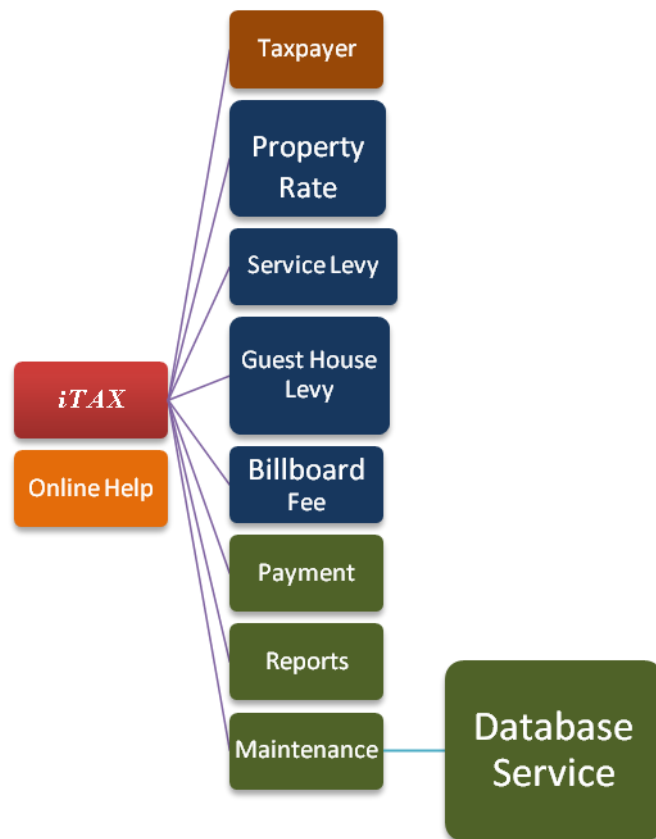 Taxpayer
Property
Rate
Service Levy
Guest House
Levy
iTAX
Billboard
Fee
Online Help
Payment
Reports
Maintenance
Database
Service